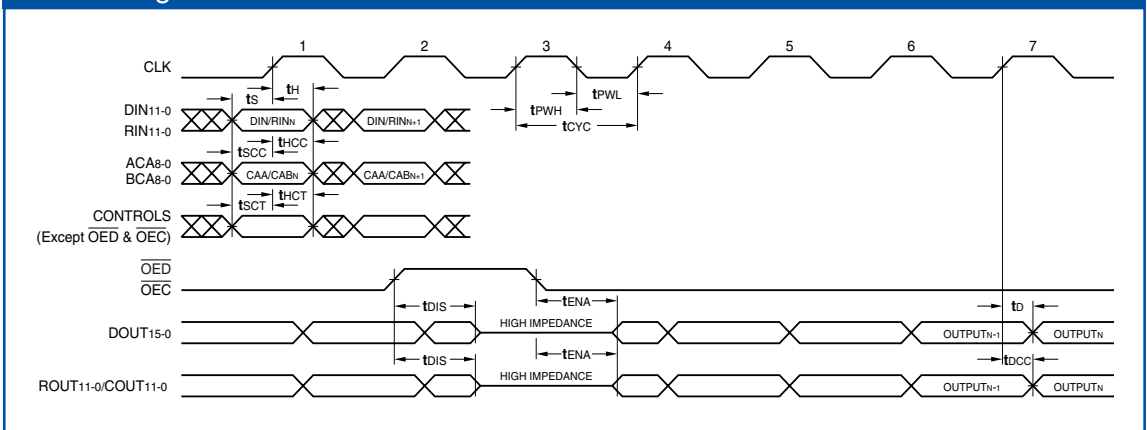 1 2 3 4 5 6 7
CLK
tS tH
tPWH tPWL
tCYC
DIN11-0
RIN11-0
DIN/RINN DIN/RINN+1
tSCC tHCC
ACA8-0
BCA8-0
CAA/CABN CAA/CABN+1
tSCT tHCT
CONTROLS
(Except OED & OEC)
OED
OEC
tDIS tENA tD
DOUT15-0
HIGH IMPEDANCE
OUTPUTN-1 OUTPUTN
tDIS tENA tDCC
ROUT11-0/COUT11-0
HIGH IMPEDANCE
OUTPUTN-1 OUTPUTN